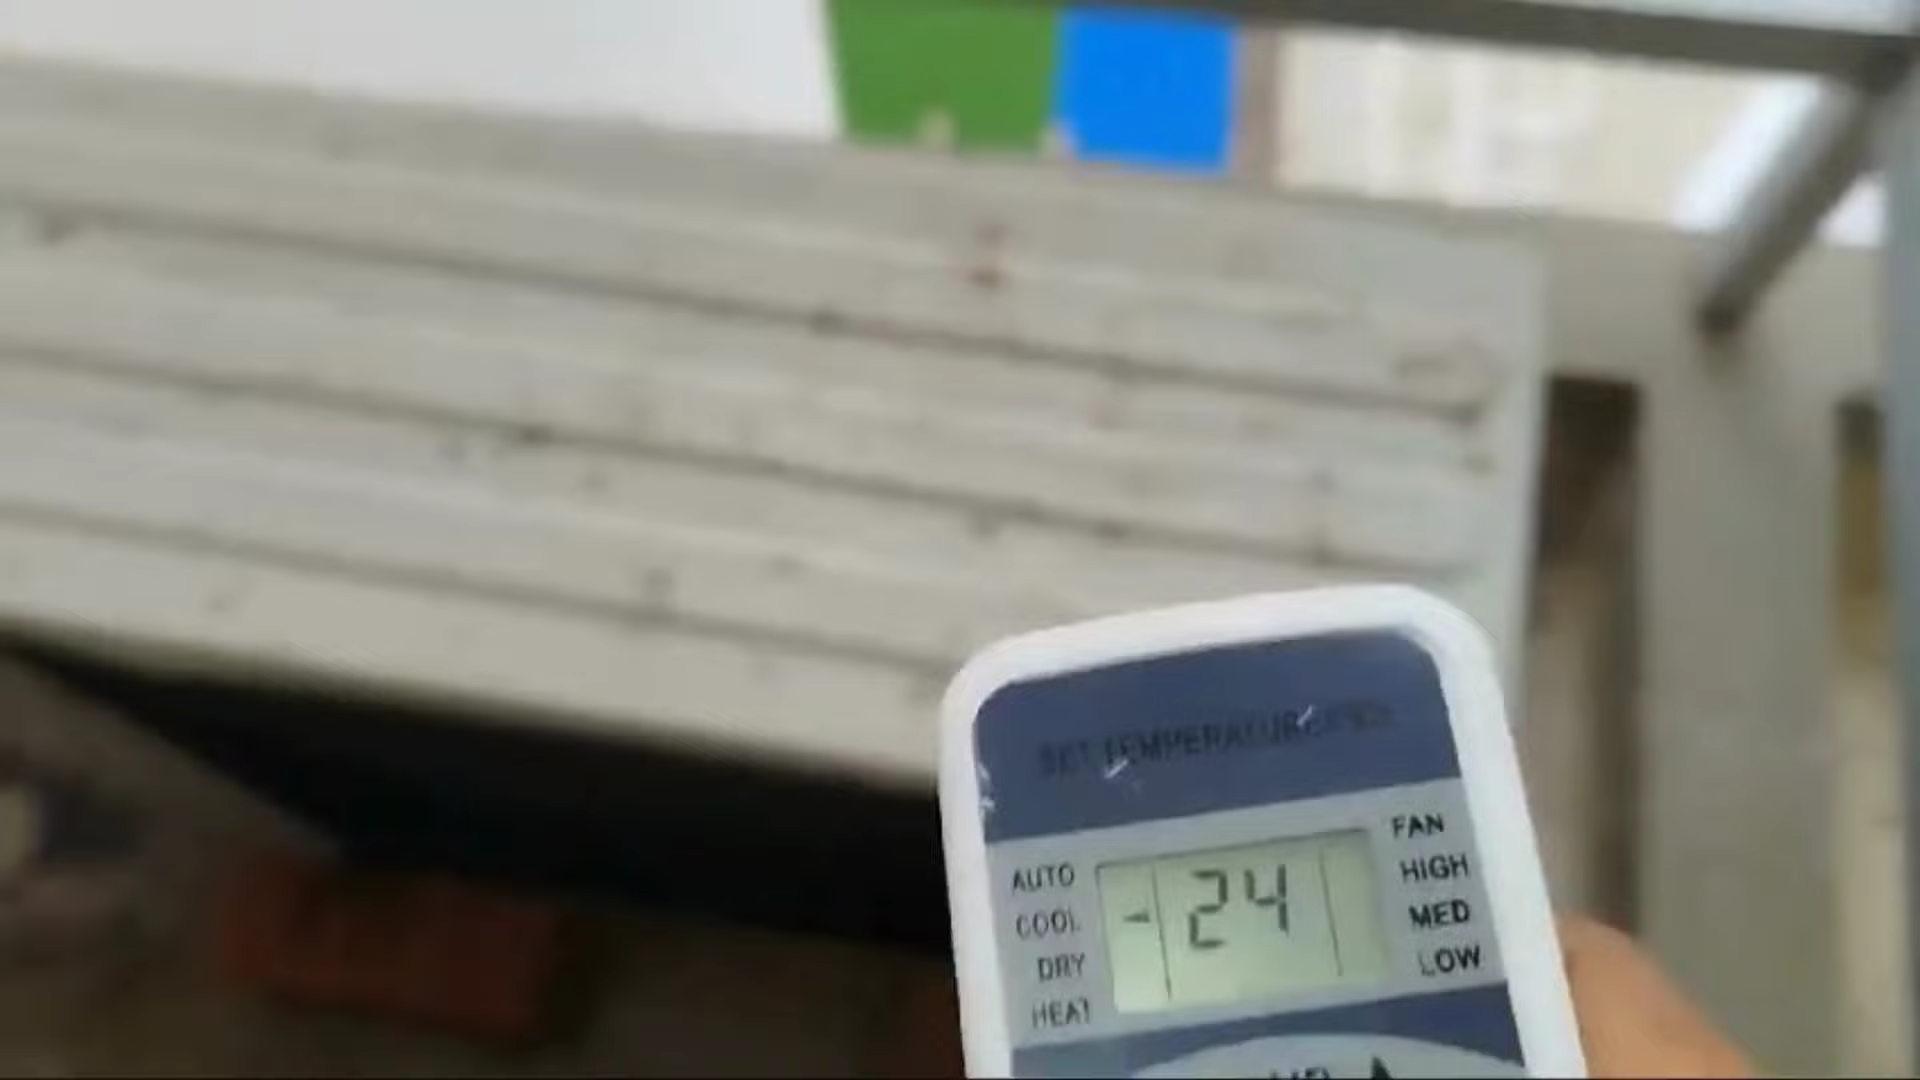 SET TEMPERATURE
FAN
AUTO HIGH
COOL 24 MED
DRY LOW
HEAT